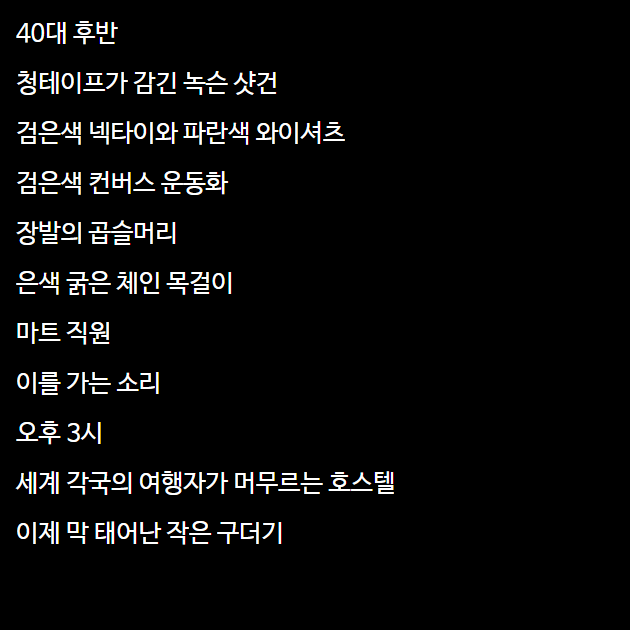 40대 후반
청테이프가 감긴 녹슨 샷건
검은색 넥타이와 파란색 와이셔츠
검은색 컨버스 운동화
장발의 곱슬머리
은색 굵은 체인 목걸이
마트 직원
이를 가는 소리
오후 3시
세계 각국의 여행자가 머무르는 호스텔
이제 막 태어난 작은 구더기